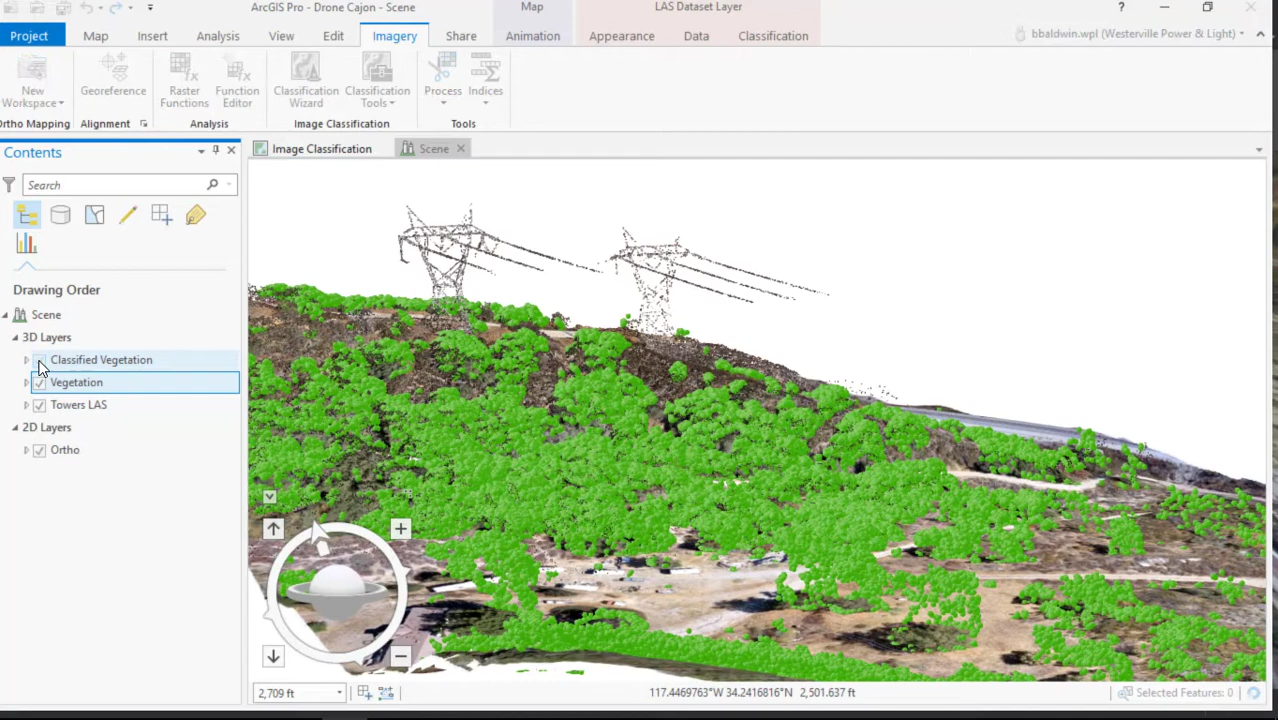 ArcGIS Pro - Drone Cajon - Scene
Map
LAS Dataset Layer
?
Project
Map
Insert
Analysis
View
Edit
Imagery
Share
Animation
Appearance
Data
Classification
bbaldwin.wpl (Westerville Power & Light)
New
Workspace
Georeference
Raster
Functions
Function
Editor
Classification
Wizard
Classification
Tools
Process
Indices
Ortho Mapping
Alignment
Analysis
Image Classification
Tools
Contents
Image Classification
Scene
Search
Drawing Order
Scene
3D Layers
Classified Vegetation
Vegetation
Towers LAS
2D Layers
Ortho
2,709 ft
117.4469763°W 34.2416816°N 2,501.637 ft
Selected Features: 0